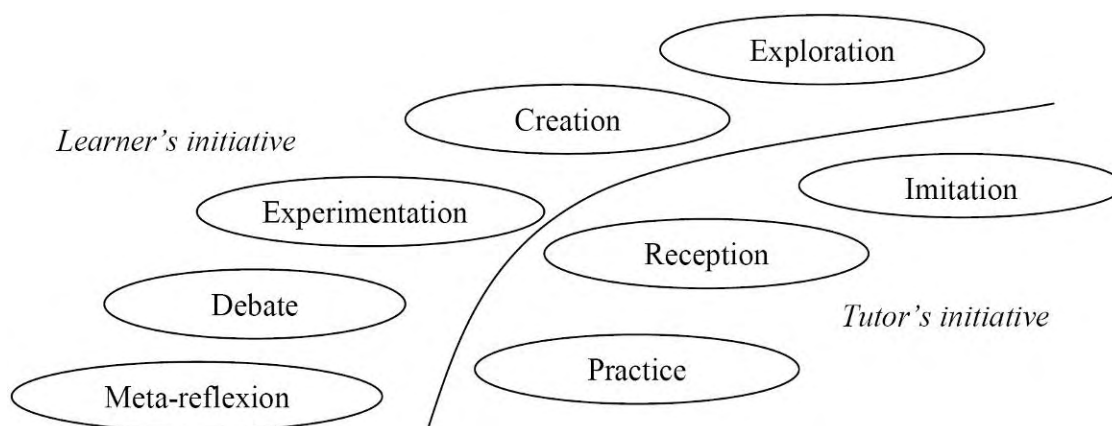 Exploration
Creation
Learner's initiative
Imitation
Experimentation
Reception
Debate
Tutor's initiative
Practice
Meta-reflexion